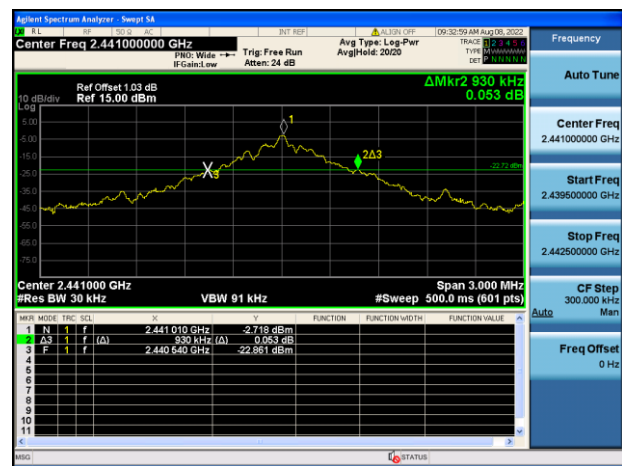 Agilent Spectrum Analyzer - Swept SA
RL RF 50 Ω AC INT REF ALIGN OFF 09:32:59 AM Aug 08, 2022
Center Freq 2.441000000 GHz
PNO: Wide
IFGain:Low
Trig: Free Run
Atten: 24 dB
Avg Type: Log-Pwr
Avg|Hold: 20/20
TRACE 1 2 3 4 5 6
TYPE M
DET P N N N N N
Ref Offset 1.03 dB
10 dB/div Ref 15.00 dBm
Log
ΔMkr2 930 kHz
0.053 dB
5.00
-5.00
-15.0
-25.0
-35.0
-45.0
-55.0
-65.0
-75.0
1
2Δ3
3
-22.72 dBm
Center 2.441000 GHz Span 3.000 MHz
#Res BW 30 kHz VBW 91 kHz #Sweep 500.0 ms (601 pts)
MKR MODE TRC SCL X Y FUNCTION FUNCTION WIDTH FUNCTION VALUE
1 N 1 f 2.441 010 GHz -2.718 dBm
2 Δ3 1 f (Δ) 930 kHz (Δ) 0.053 dB
3 F 1 f 2.440 540 GHz -22.861 dBm
4
5
6
7
8
9
10
11
MSG STATUS
Frequency
Auto Tune
Center Freq
2.441000000 GHz
Start Freq
2.439500000 GHz
Stop Freq
2.442500000 GHz
CF Step
300.000 kHz
Auto Man
Freq Offset
0 Hz